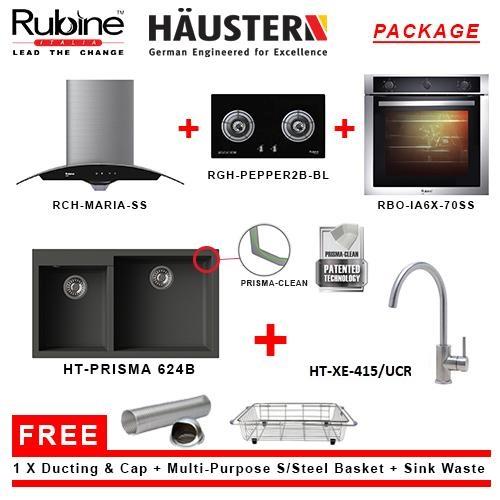 Rubine™
ITALIA
LEAD THE CHANGE
HÄUSTERN
German Engineered for Excellence
PACKAGE
RCH-MARIA-SS
RGH-PEPPER2B-BL
RBO-IA6X-70SS
PRISMA-CLEAN
PRISMA-CLEAN
PATENTED
TECHNOLOGY
HT-PRISMA 624B
HT-XE-415/UCR
FREE
1 X Ducting & Cap + Multi-Purpose S/Steel Basket + Sink Waste